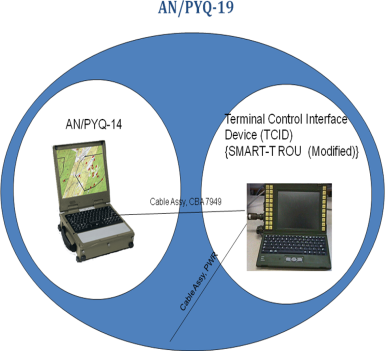 AN/PYQ-19
AN/PYQ-14
Terminal Control Interface
Device (TCID)
{SMART-T ROU (Modified)}
Cable Assy, CBA 7949
Cable Assy, PWR